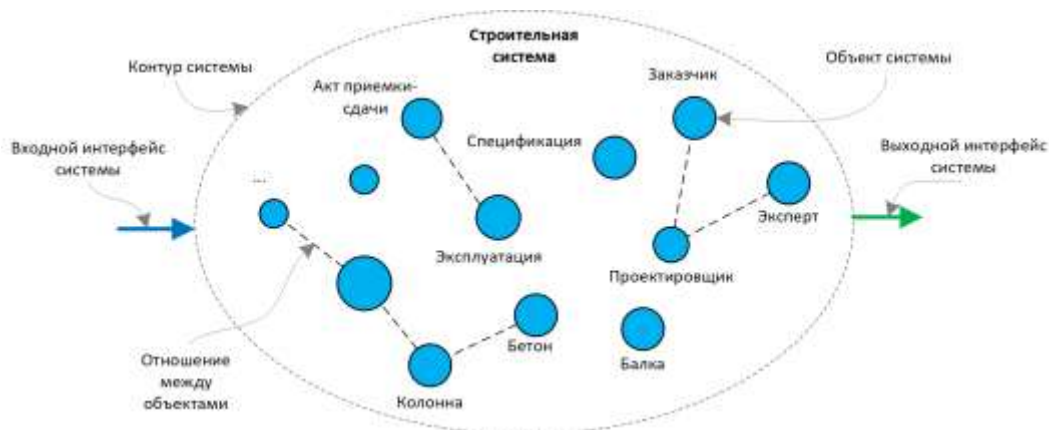 Строительная
система
Контур системы
Акт приемки-
сдачи
Заказчик
Объект системы
Входной интерфейс
системы
Спецификация
Выходной интерфейс
системы
...
Эксперт
Эксплуатация
Проектировщик
Бетон
Балка
Отношение
между
объектами
Колонна